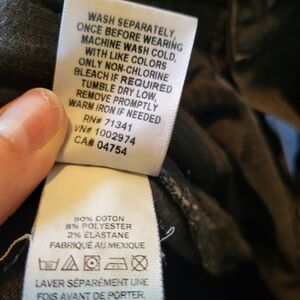 WASH SEPARATELY,
ONCE BEFORE WEARING
MACHINE WASH COLD,
WITH LIKE COLORS
ONLY NON-CHLORINE
BLEACH IF REQUIRED
TUMBLE DRY LOW,
REMOVE PROMPTLY
WARM IRON IF NEEDED
RN# 71341
VN# 1002974
CA# 04754
90% COTON
8% POLYESTER
2% ÉLASTANE
FABRIQUÉ AU MEXIQUE
LAVER SÉPARÉMENT UNE
FOIS AVANT DE PORTER,